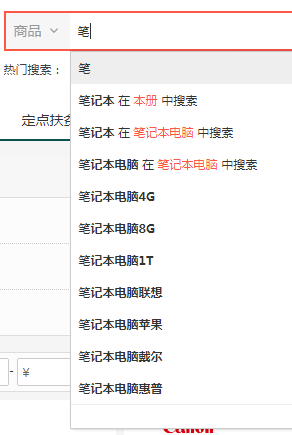 商品 笔
热门搜索：
笔
笔记本 在 本册 中搜索
定点扶贫
笔记本 在 笔记本电脑 中搜索
笔记本电脑 在 笔记本电脑 中搜索
笔记本电脑4G
笔记本电脑8G
笔记本电脑1T
笔记本电脑联想
笔记本电脑苹果
笔记本电脑戴尔
- ¥
笔记本电脑惠普
Canon